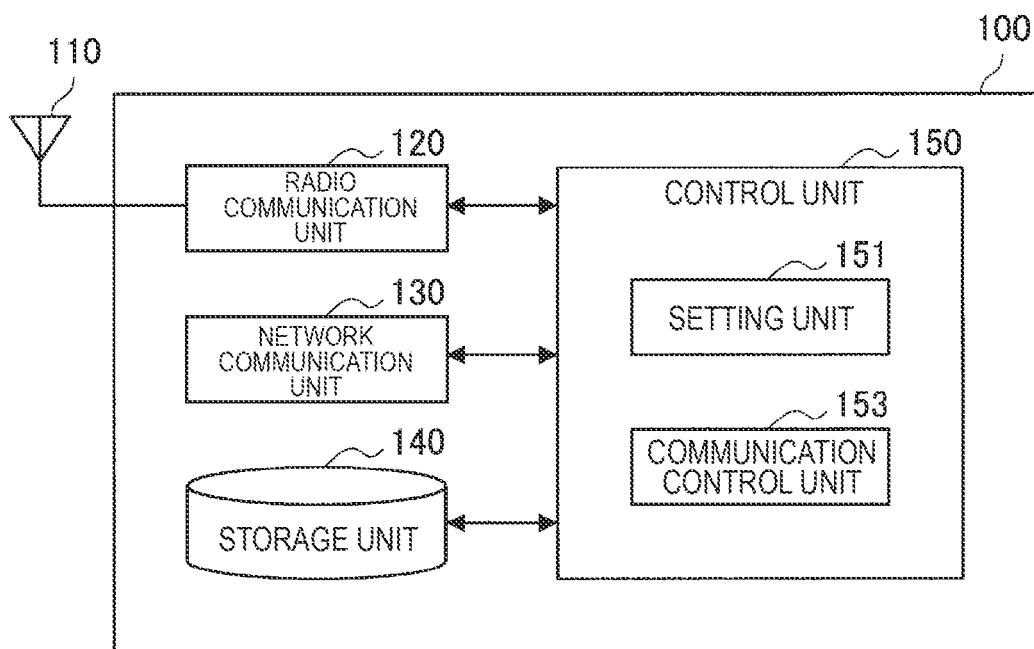 110
100
120
RADIO
COMMUNICATION
UNIT
150
CONTROL UNIT
151
SETTING UNIT
130
NETWORK
COMMUNICATION
UNIT
153
COMMUNICATION
CONTROL UNIT
140
STORAGE UNIT